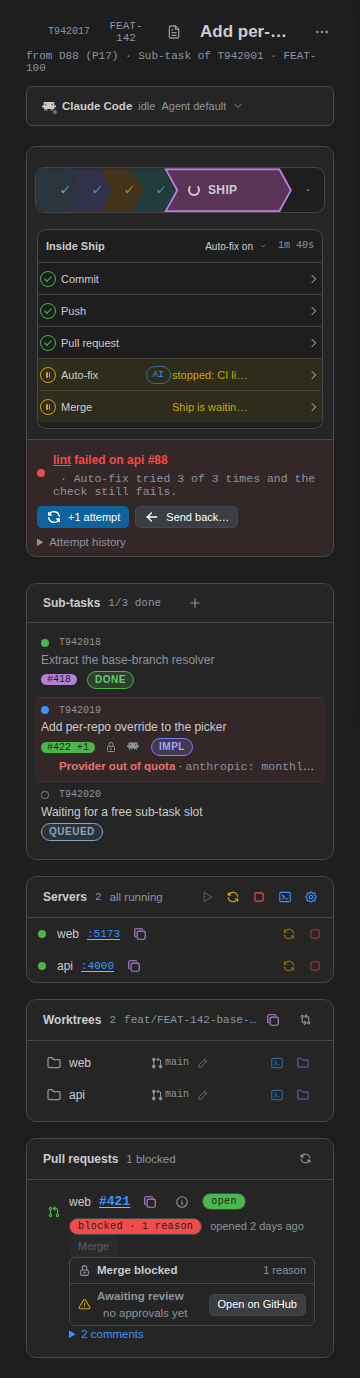 T942017 FEAT-142 Add per-… ···
from D88 (P17) · Sub-task of T942001 · FEAT-100
Claude Code idle Agent default
SHIP ·
Inside Ship Auto-fix on 1m 40s
Commit
Push
Pull request
Auto-fix AI stopped: CI li…
Merge Ship is waitin…
lint failed on api #88
· Auto-fix tried 3 of 3 times and the
check still fails.
+1 attempt Send back…
Attempt history
Sub-tasks 1/3 done
T942018
Extract the base-branch resolver
#418 DONE
T942019
Add per-repo override to the picker
#422 +1 IMPL
Provider out of quota · anthropic: monthl…
T942020
Waiting for a free sub-task slot
QUEUED
Servers 2 all running
web :5173
api :4000
Worktrees 2 feat/FEAT-142-base-…
web main
api main
Pull requests 1 blocked
web #421 open
blocked · 1 reason opened 2 days ago
Merge
Merge blocked 1 reason
Awaiting review
no approvals yet
Open on GitHub
2 comments